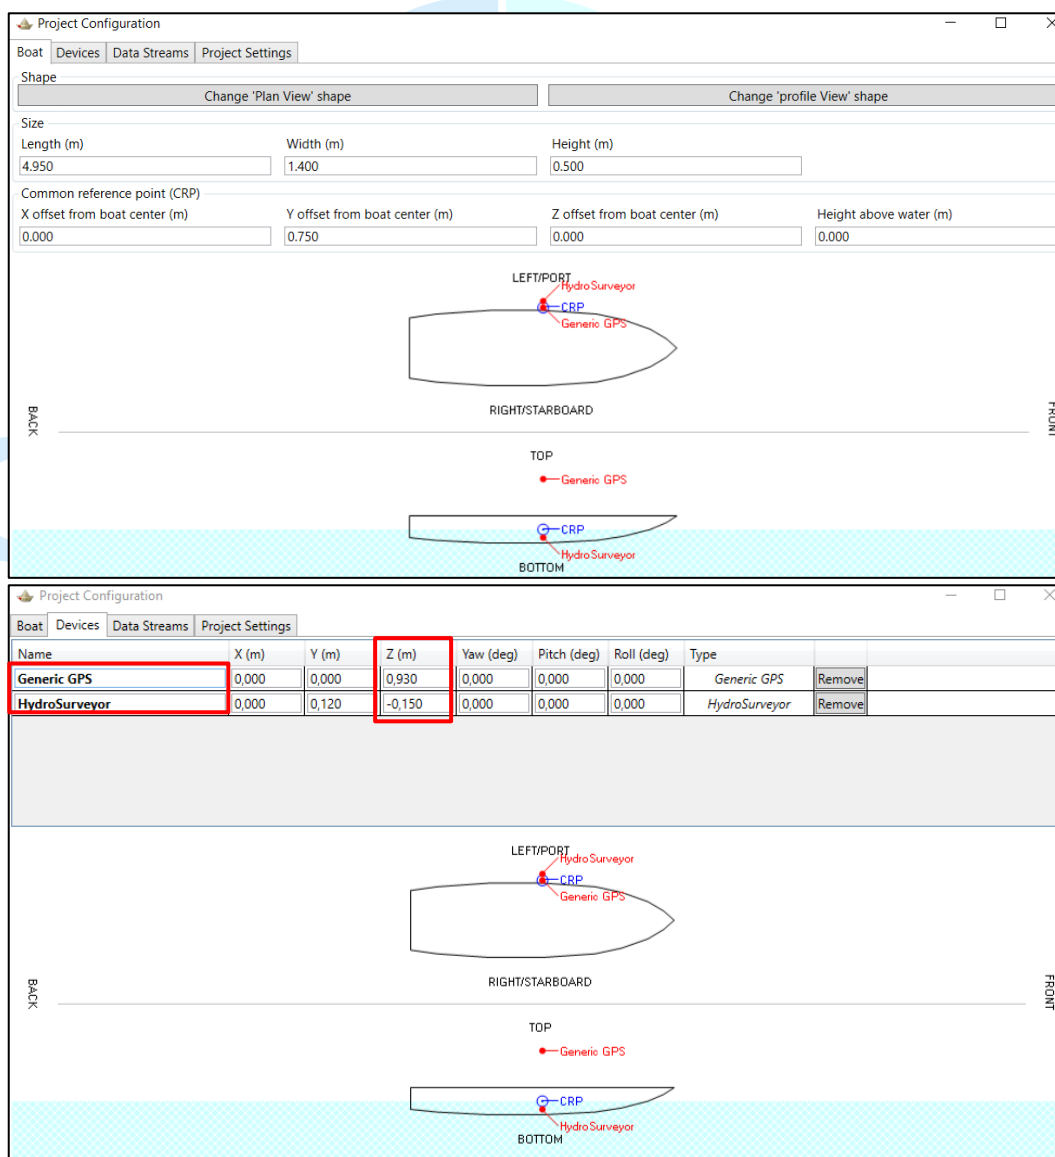 Project Configuration
Boat Devices Data Streams Project Settings
Shape
Change 'Plan View' shape Change 'profile View' shape
Size
Length (m) Width (m) Height (m)
4.950 1.400 0.500
Common reference point (CRP)
X offset from boat center (m) Y offset from boat center (m) Z offset from boat center (m) Height above water (m)
0.000 0.750 0.000 0.000
LEFT/PORT
HydroSurveyor
CRP
Generic GPS
RIGHT/STARBOARD
BACK
FRONT
TOP
Generic GPS
CRP
HydroSurveyor
BOTTOM
Project Configuration
Boat Devices Data Streams Project Settings
Name X (m) Y (m) Z (m) Yaw (deg) Pitch (deg) Roll (deg) Type
Generic GPS 0,000 0,000 0,930 0,000 0,000 0,000 Generic GPS Remove
HydroSurveyor 0,000 0,120 -0,150 0,000 0,000 0,000 HydroSurveyor Remove
LEFT/PORT
HydroSurveyor
CRP
Generic GPS
RIGHT/STARBOARD
BACK
FRONT
TOP
Generic GPS
CRP
HydroSurveyor
BOTTOM